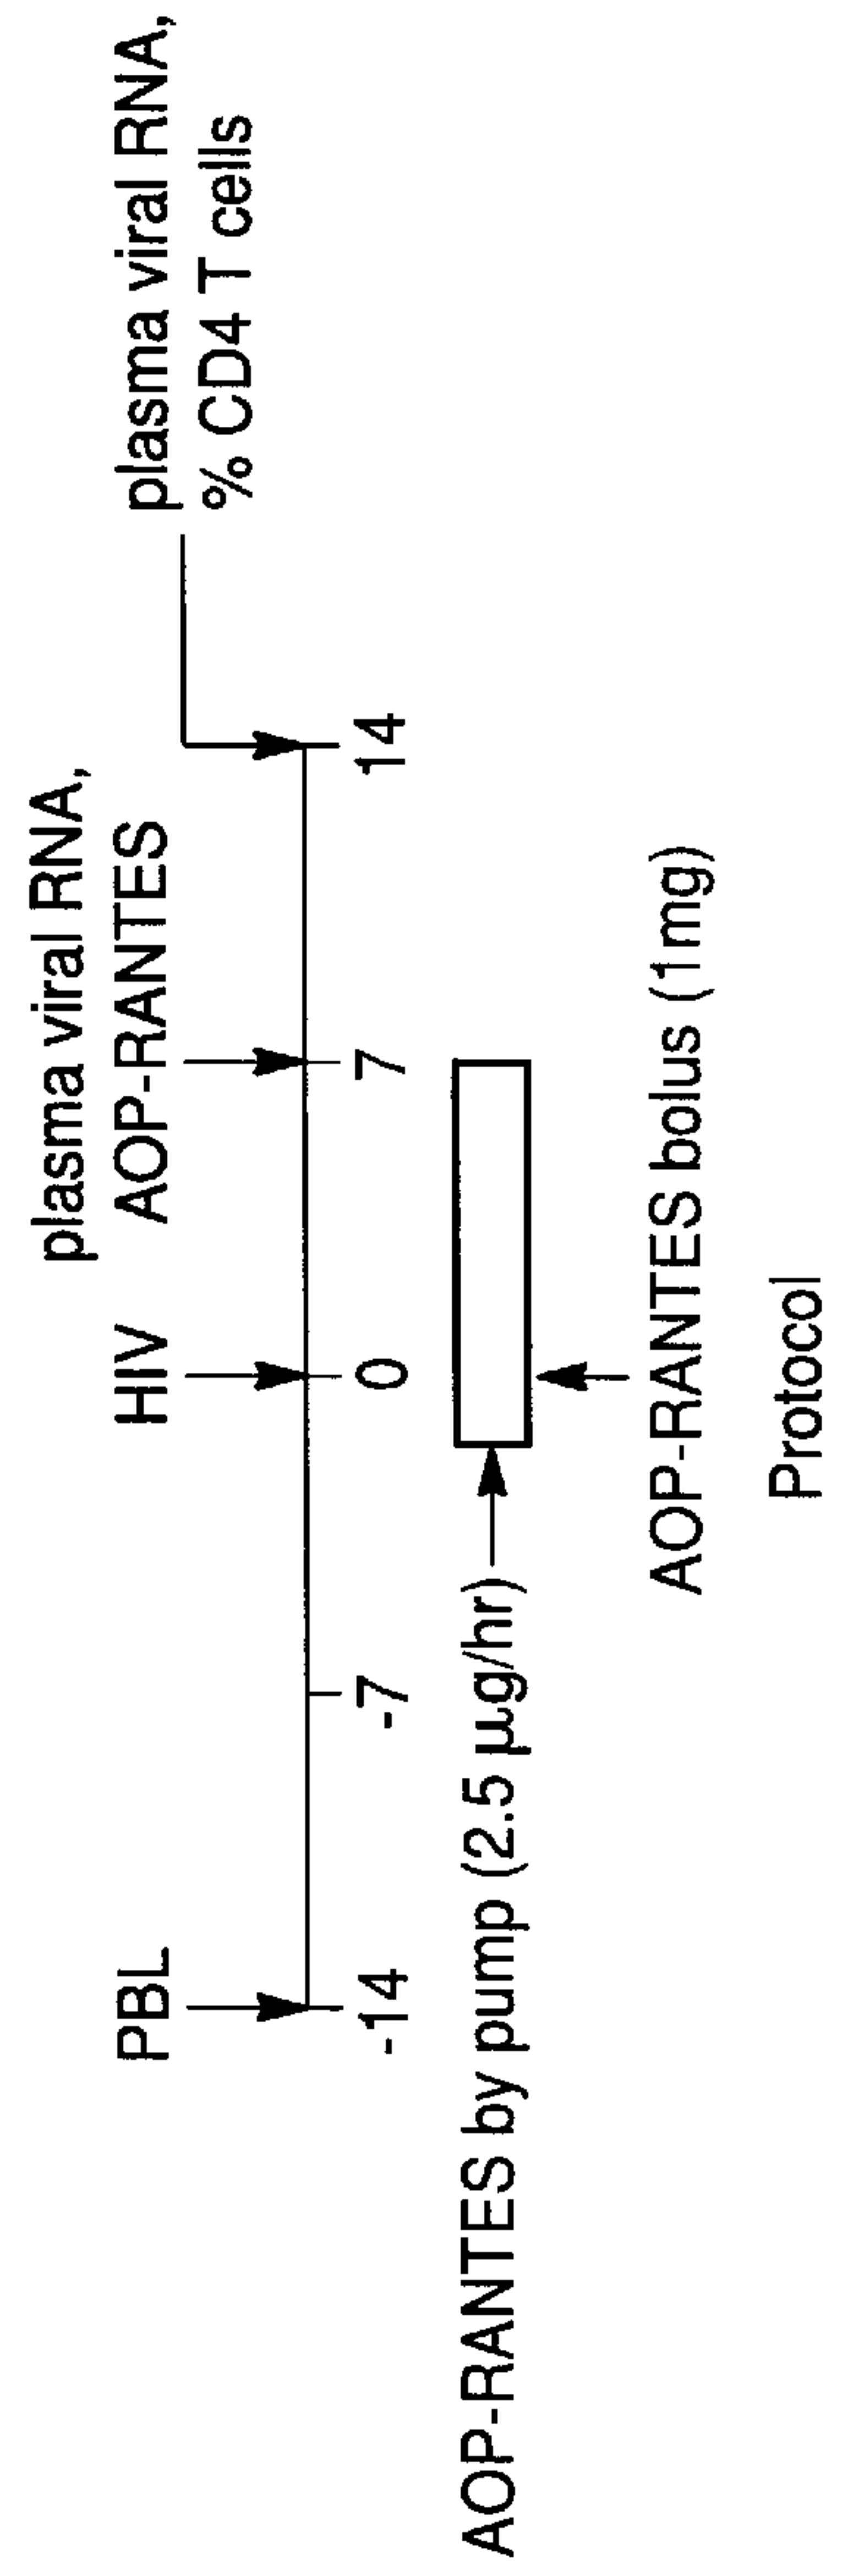 plasma viral RNA,
PBL
HIV
AOP-RANTES
plasma viral RNA,
% CD4 T cells
-14
-7
0
7
14
AOP-RANTES by pump (2.5 µg/hr)
AOP-RANTES bolus (1mg)
Protocol